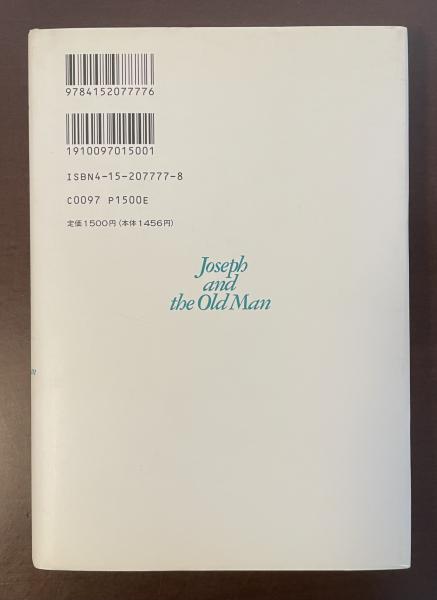 9784152077776
1910097015001
ISBN4-15-207777-8
C0097 P1500E
定価1500円(本体1456円)
Joseph
and
the Old Man